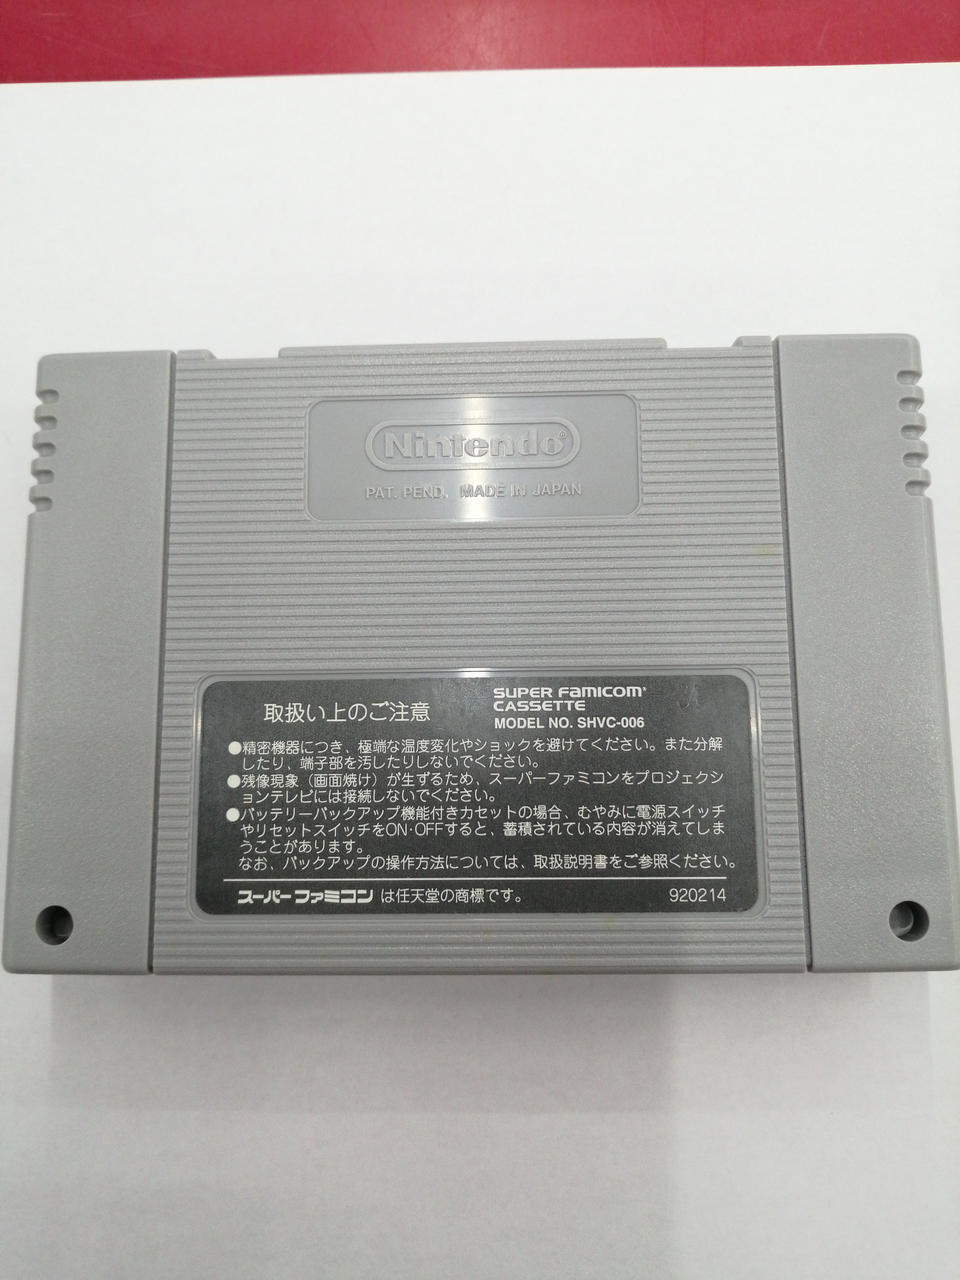 Nintendo®
PAT. PEND. MADE IN JAPAN
取扱い上のご注意
SUPER FAMICOM®
CASSETTE
MODEL NO. SHVC-006
●精密機器につき、極端な温度変化やショックを避けてください。また分解
したり、端子部を汚したりしないでください。
●残像現象（画面焼け）が生ずるため、スーパーファミコンをプロジェクシ
ョンテレビには接続しないでください。
●バッテリーバックアップ機能付きカセットの場合、むやみに電源スイッチ
やリセットスイッチをON・OFFすると、蓄積されている内容が消えてしま
うことがあります。
なお、バックアップの操作方法については、取扱説明書をご参照ください。
スーパーファミコン は任天堂の商標です。
920214